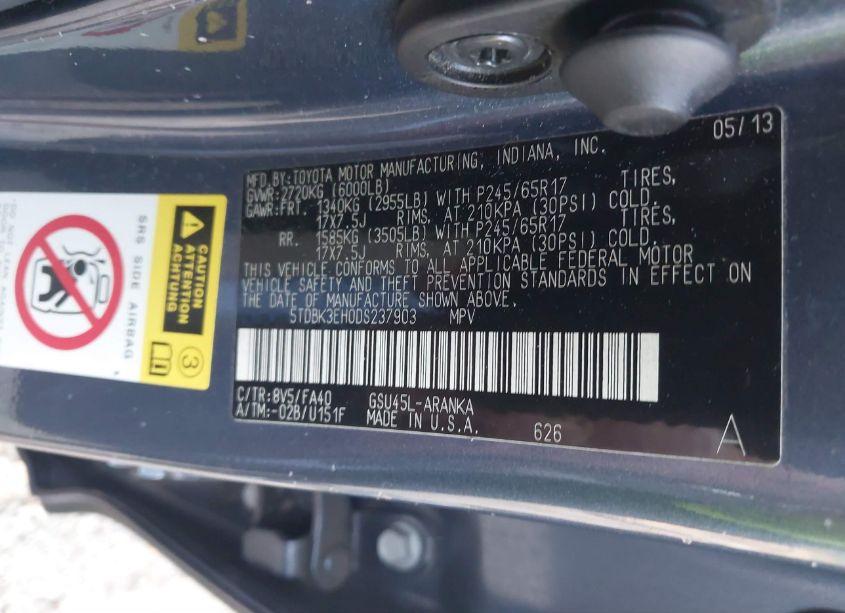 05/13
MFD.BY:TOYOTA MOTOR MANUFACTURING, INDIANA, INC.
GVWR:2720KG (6000LB)
GAWR:FRT. 1340KG (2955LB) WITH P245/65R17 TIRES,
17X7.5J RIMS, AT 210KPA (30PSI) COLD.
RR. 1585KG (3505LB) WITH P245/65R17 TIRES,
17X7.5J RIMS, AT 210KPA (30PSI) COLD.
THIS VEHICLE CONFORMS TO ALL APPLICABLE FEDERAL MOTOR
VEHICLE SAFETY AND THEFT PREVENTION STANDARDS IN EFFECT ON
THE DATE OF MANUFACTURE SHOWN ABOVE.
5TDBK3EH0DS237903 MPV
C/TR:8V5/FA40 GSU45L-ARANKA
A/TM:-02B/U151F MADE IN U.S.A.
626
A
SRS SIDE AIRBAG
CAUTION
ATTENTION
ACHTUNG
3